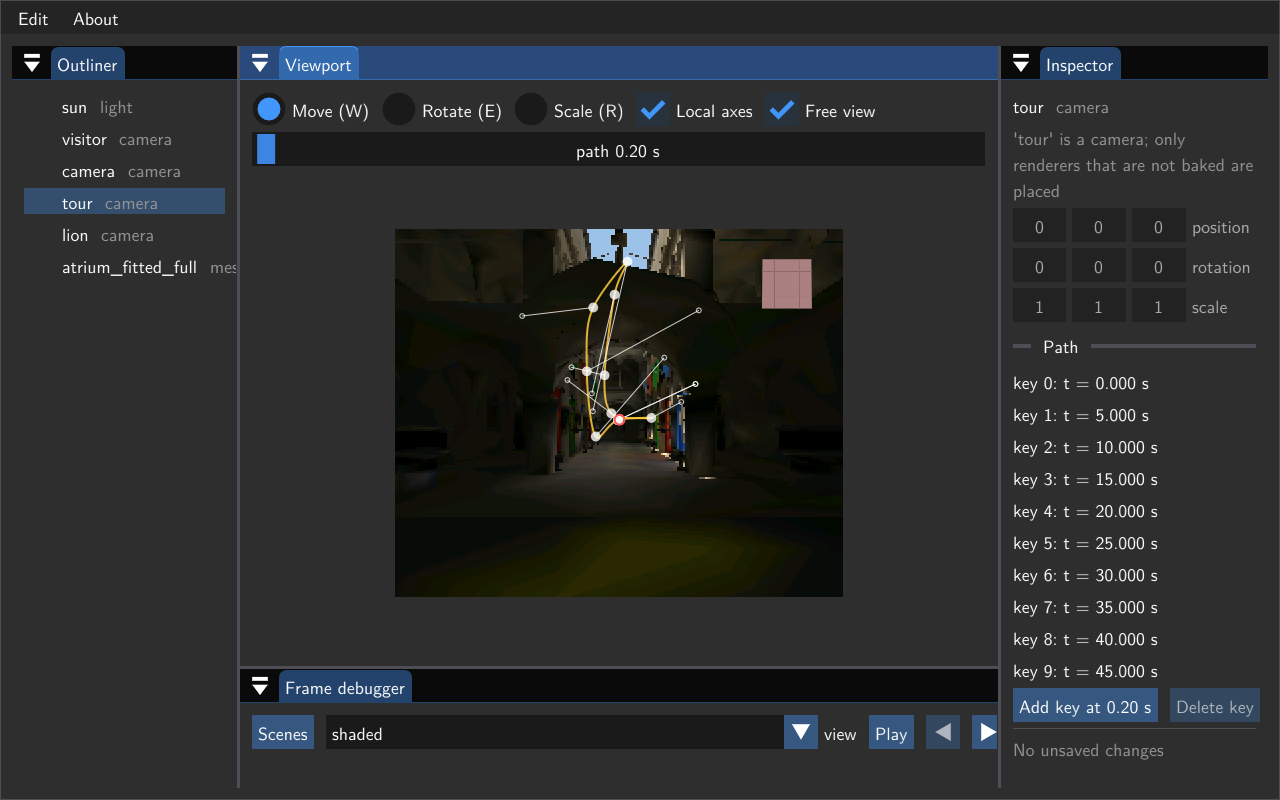 Edit About
Outliner
sun light
visitor camera
camera camera
tour camera
lion camera
atrium_fitted_full mes
Viewport
Move (W) Rotate (E) Scale (R) Local axes Free view
path 0.20 s
Frame debugger
Scenes shaded view Play
Inspector
tour camera
'tour' is a camera; only
renderers that are not baked are
placed
0 0 0 position
0 0 0 rotation
1 1 1 scale
Path
key 0: t = 0.000 s
key 1: t = 5.000 s
key 2: t = 10.000 s
key 3: t = 15.000 s
key 4: t = 20.000 s
key 5: t = 25.000 s
key 6: t = 30.000 s
key 7: t = 35.000 s
key 8: t = 40.000 s
key 9: t = 45.000 s
Add key at 0.20 s Delete key
No unsaved changes